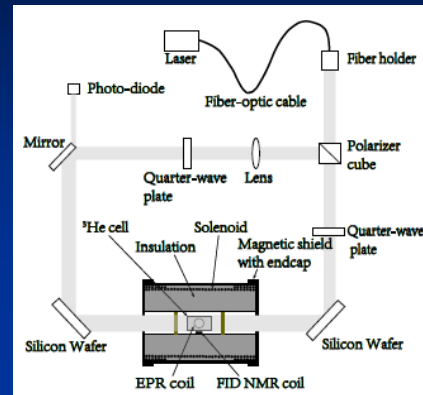 Laser
Fiber holder
Photo-diode
Fiber-optic cable
Mirror
Polarizer
cube
Quarter-wave
plate
Lens
³He cell
Solenoid
Insulation
Magnetic shield
with endcap
Quarter-wave
plate
Silicon Wafer
Silicon Wafer
EPR coil
FID NMR coil